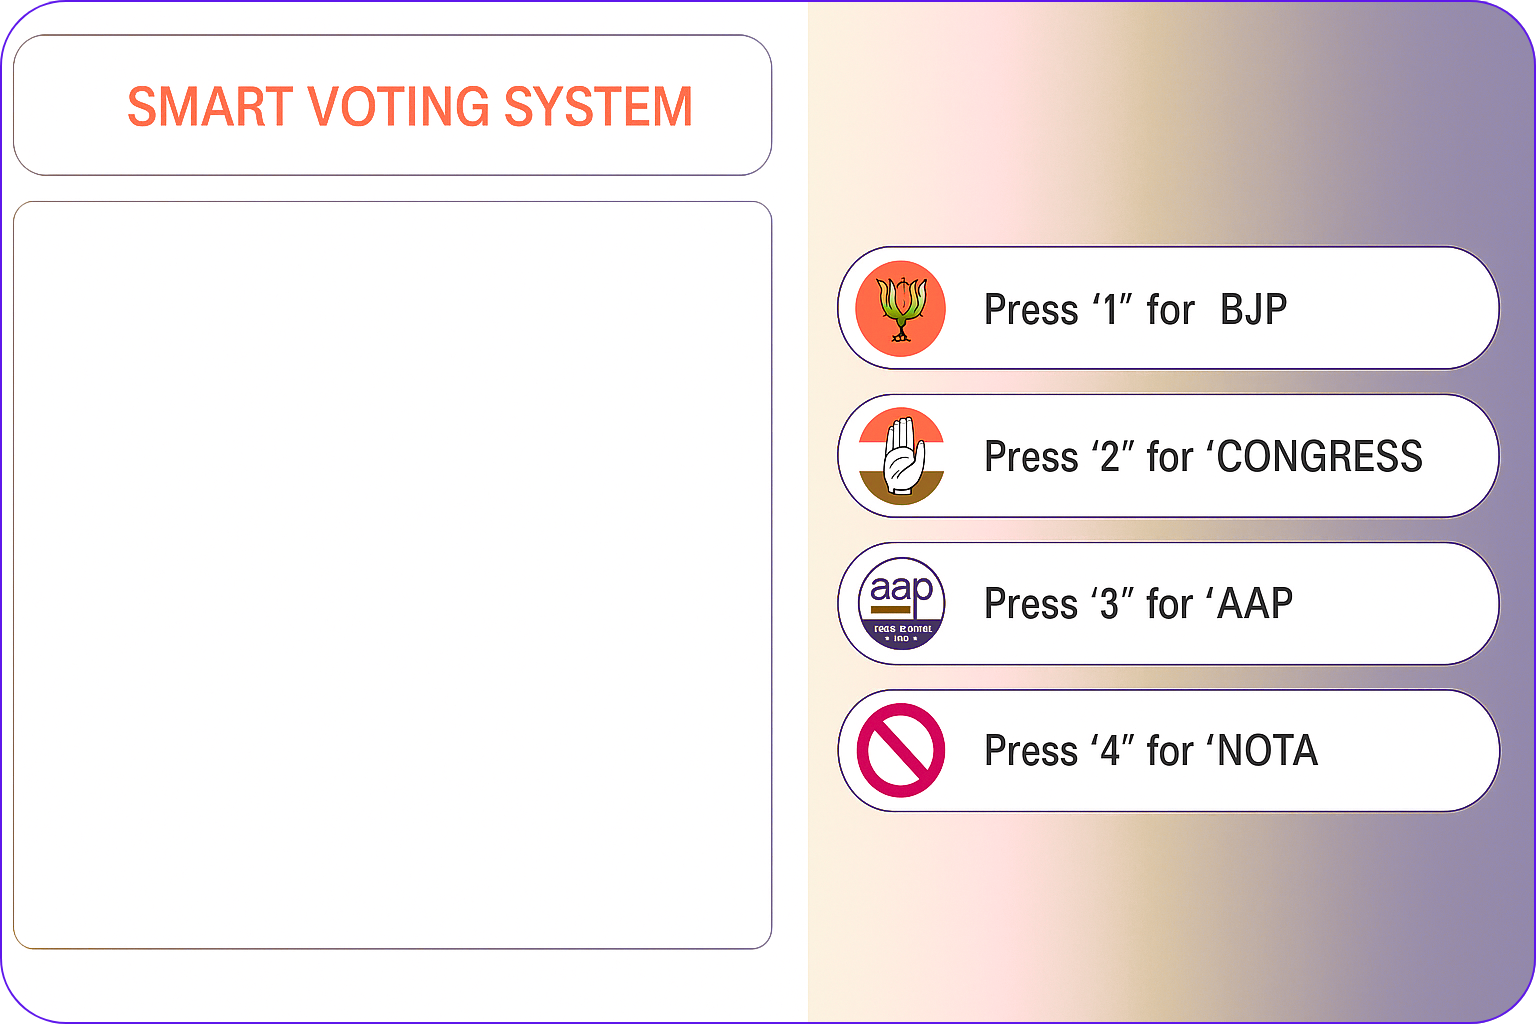 SMART VOTING SYSTEM
Press ‘1” for BJP
Press ‘2” for ‘CONGRESS
aap
Press ‘3” for ‘AAP
Press ‘4” for ‘NOTA